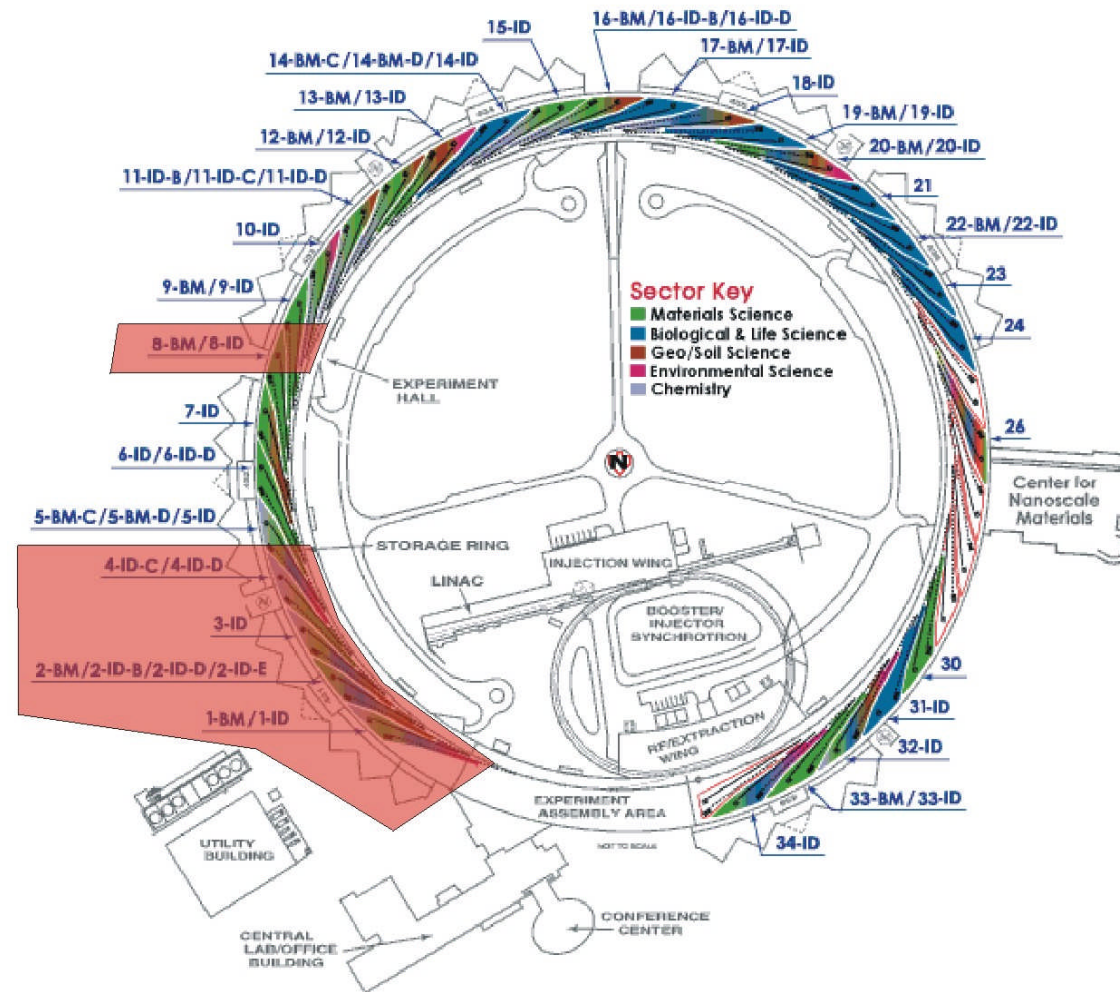 16-BM/16-ID-B/16-ID-D
15-ID
17-BM/17-ID
14-BM-C/14-BM-D/14-ID
18-ID
13-BM/13-ID
19-BM/19-ID
12-BM/12-ID
20-BM/20-ID
11-ID-B/11-ID-C/11-ID-D
21
10-ID
22-BM/22-ID
9-BM/9-ID
23
Sector Key
Materials Science
Biological & Life Science
Geo/Soil Science
Environmental Science
Chemistry
24
8-BM/8-ID
EXPERIMENT
HALL
7-ID
26
6-ID/6-ID-D
N
Center for
Nanoscale
Materials
5-BM-C/5-BM-D/5-ID
STORAGE RING
INJECTION WING
4-ID-C/4-ID-D
LINAC
BOOSTER/
INJECTOR
SYNCHROTRON
3-ID
2-BM/2-ID-B/2-ID-D/2-ID-E
30
1-BM/1-ID
31-ID
RF/EXTRACTION
WING
32-ID
EXPERIMENT
ASSEMBLY AREA
33-BM/33-ID
NOT TO SCALE
34-ID
UTILITY
BUILDING
CONFERENCE
CENTER
CENTRAL
LAB/OFFICE
BUILDING